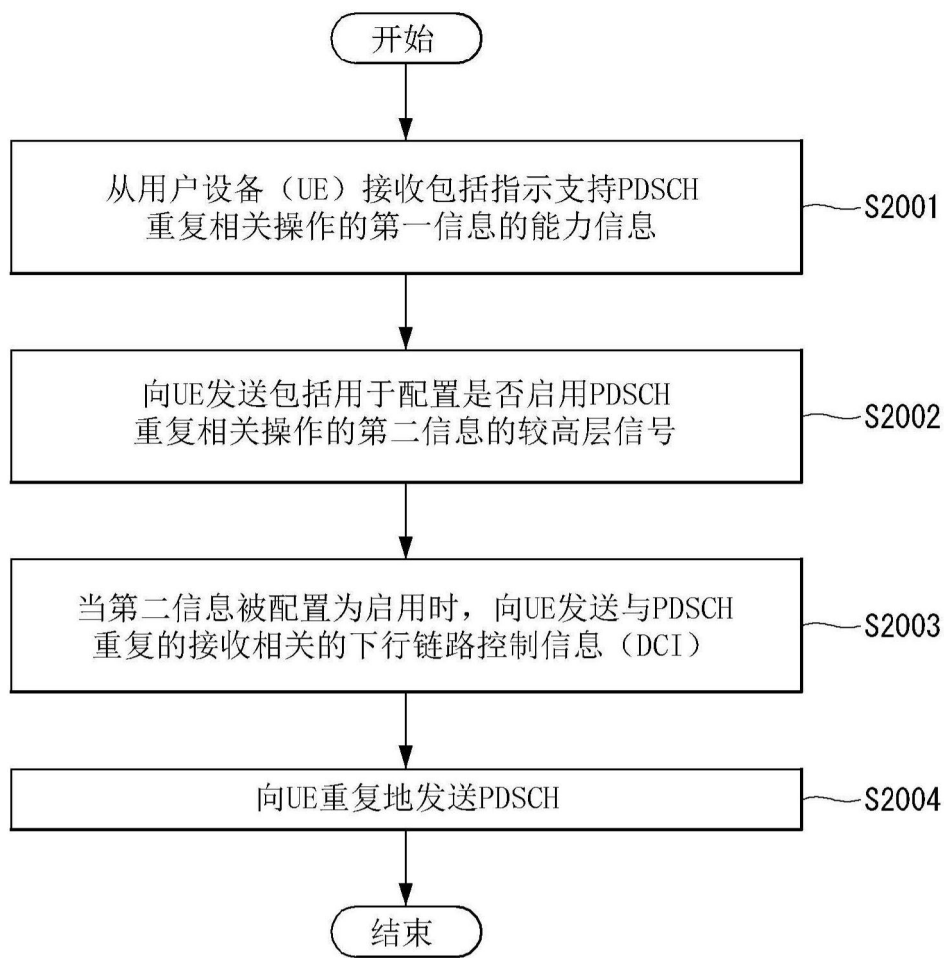 开始
从用户设备（UE）接收包括指示支持PDSCH
重复相关操作的第一信息的能力信息
S2001
向UE发送包括用于配置是否启用PDSCH
重复相关操作的第二信息的较高层信号
S2002
当第二信息被配置为启用时，向UE发送与PDSCH
重复的接收相关的下行链路控制信息（DCI）
S2003
向UE重复地发送PDSCH
S2004
结束